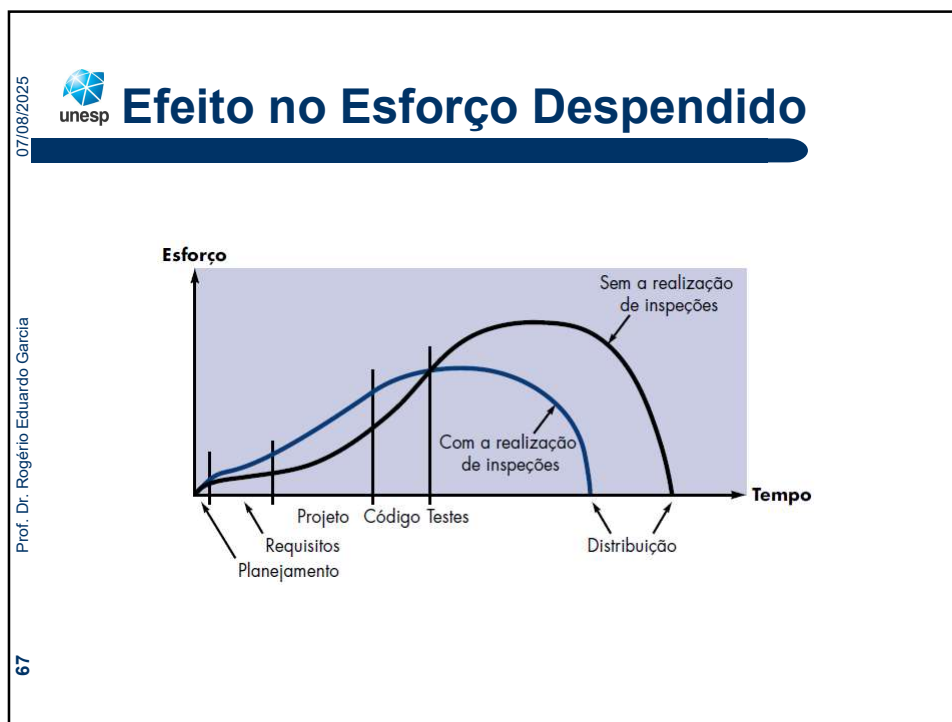 07/08/2025
unesp
Efeito no Esforço Despendido
Esforço
Sem a realização
de inspeções
Com a realização
de inspeções
Tempo
Projeto Código Testes
Requisitos
Planejamento
Distribuição
Prof. Dr. Rogério Eduardo Garcia
67